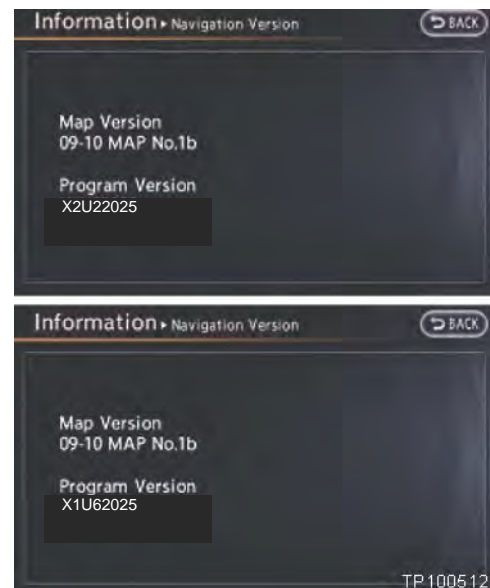 Information ▸ Navigation Version
BACK
Map Version
09-10 MAP No.1b
Program Version
X2U22025
Information ▸ Navigation Version
BACK
Map Version
09-10 MAP No.1b
Program Version
X1U62025
TP100512